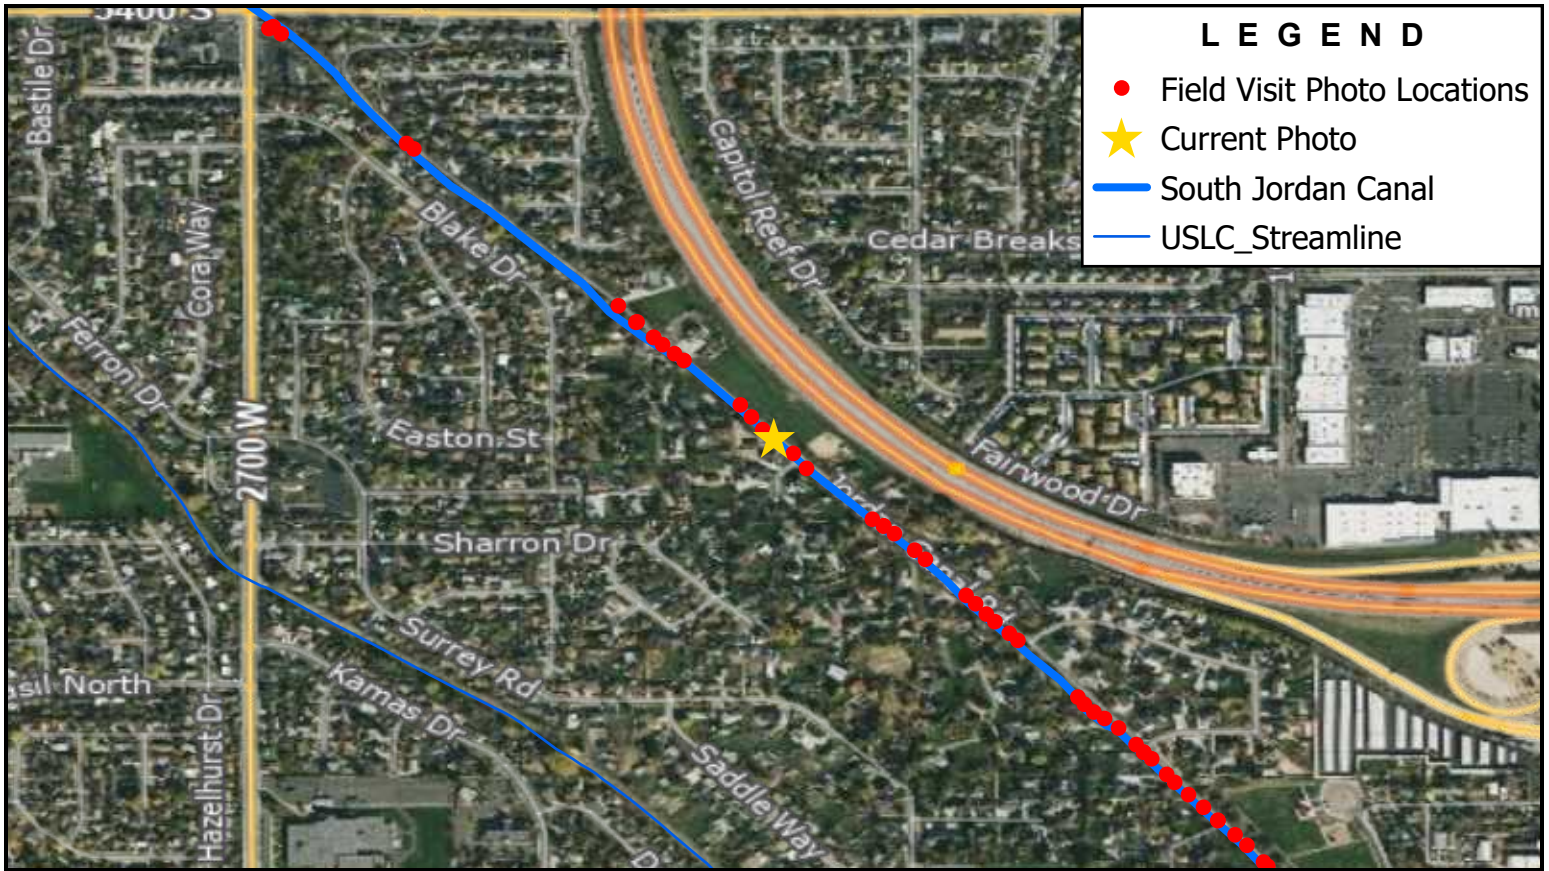 5400 S
L E G E N D
Field Visit Photo Locations
Current Photo
South Jordan Canal
USLC_Streamline
Bastile Dr
Cora Way
Blake Dr
Capitol Reef Dr
Cedar Breaks
Ferron Dr
2700 W
Easton St
Fairwood Dr
Sharron Dr
Surrey Rd
Kamas Dr
Hazelhurst Dr
North
Saddle Way